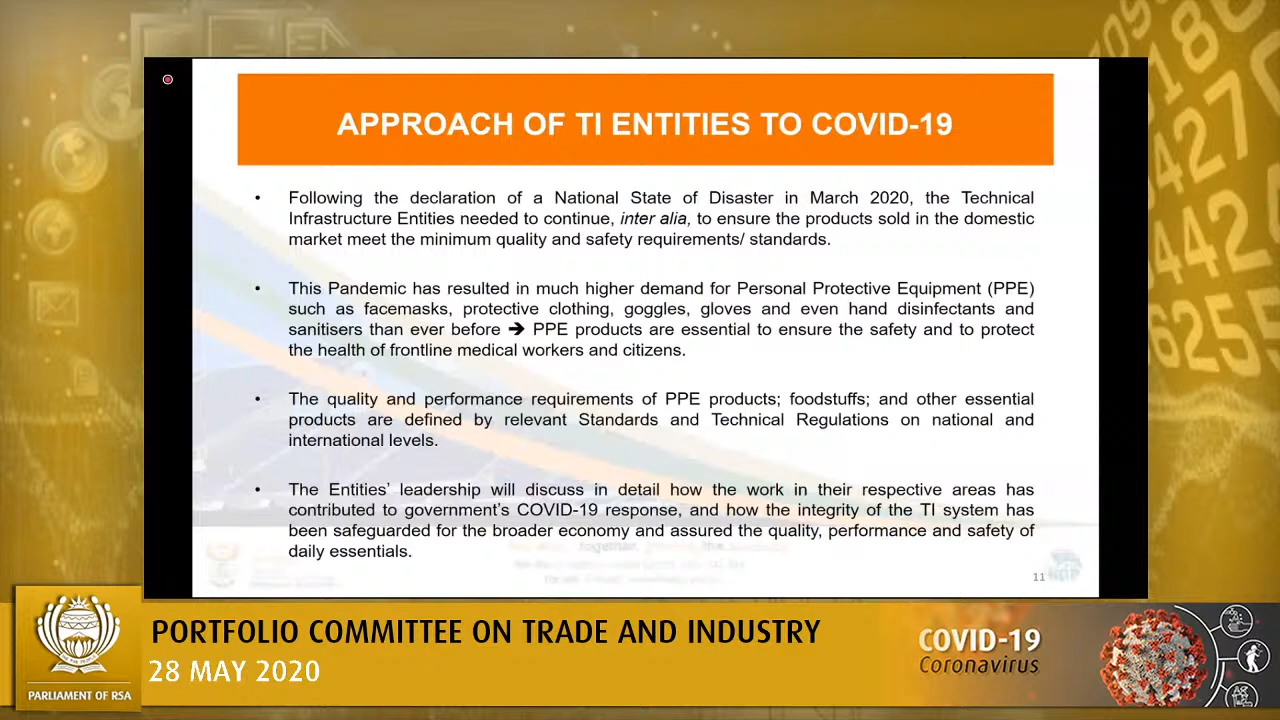 APPROACH OF TI ENTITIES TO COVID-19
• Following the declaration of a National State of Disaster in March 2020, the Technical
Infrastructure Entities needed to continue, inter alia, to ensure the products sold in the domestic
market meet the minimum quality and safety requirements/ standards.
• This Pandemic has resulted in much higher demand for Personal Protective Equipment (PPE)
such as facemasks, protective clothing, goggles, gloves and even hand disinfectants and
sanitisers than ever before ➔ PPE products are essential to ensure the safety and to protect
the health of frontline medical workers and citizens.
• The quality and performance requirements of PPE products; foodstuffs; and other essential
products are defined by relevant Standards and Technical Regulations on national and
international levels.
• The Entities’ leadership will discuss in detail how the work in their respective areas has
contributed to government’s COVID-19 response, and how the integrity of the TI system has
been safeguarded for the broader economy and assured the quality, performance and safety of
daily essentials.
11
PORTFOLIO COMMITTEE ON TRADE AND INDUSTRY
28 MAY 2020
PARLIAMENT OF RSA
COVID-19
Coronavirus